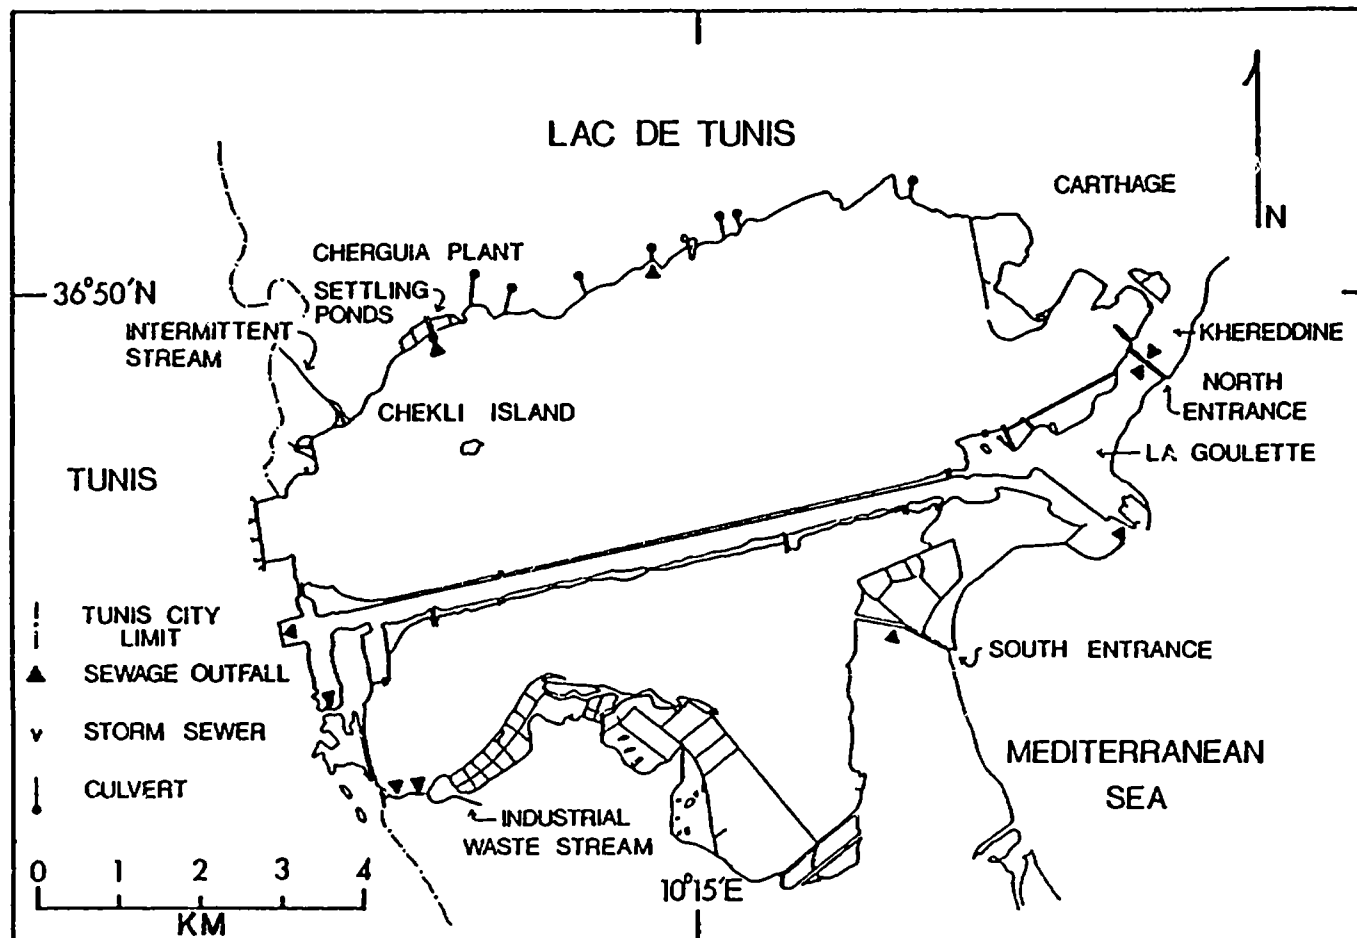 LAC DE TUNIS
CARTHAGE
N
CHERGUIA PLANT
SETTLING
PONDS
36°50'N
INTERMITTENT
STREAM
KHEREDDINE
NORTH
ENTRANCE
CHEKLI ISLAND
LA GOULETTE
TUNIS
TUNIS CITY
LIMIT
SEWAGE OUTFALL
STORM SEWER
CULVERT
SOUTH ENTRANCE
MEDITERRANEAN
SEA
INDUSTRIAL
WASTE STREAM
0 1 2 3 4
KM
10°15'E